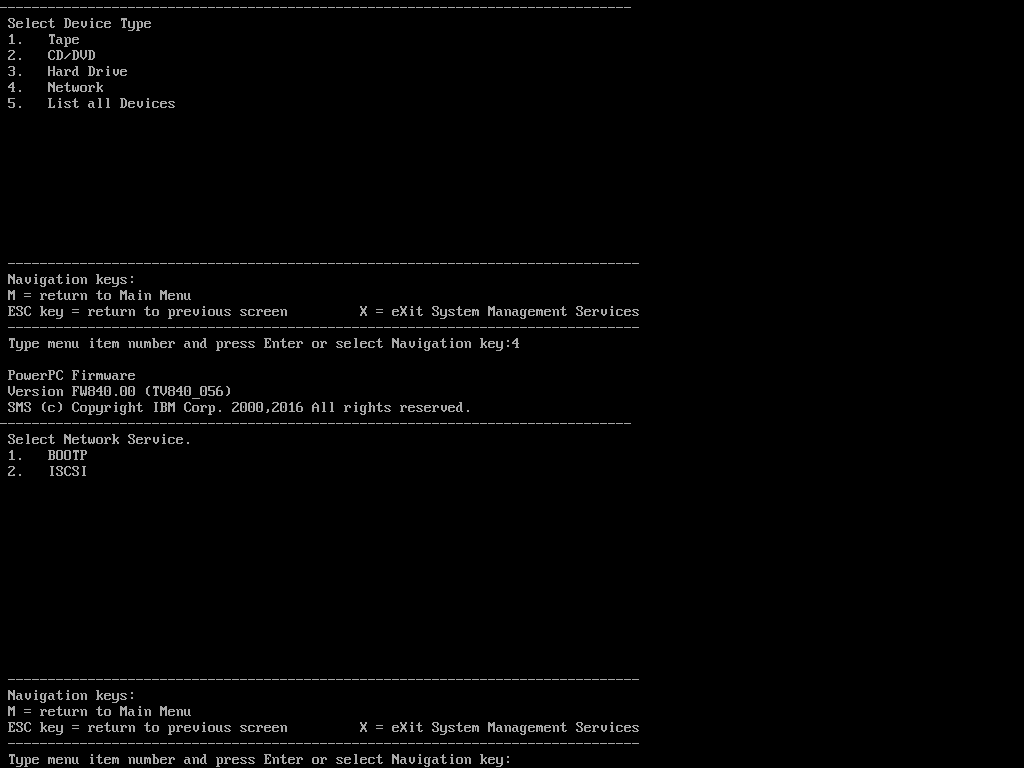 Select Device Type
1.   Tape
2.   CD/DVD
3.   Hard Drive
4.   Network
5.   List all Devices
Navigation keys:
M = return to Main Menu
ESC key = return to previous screen         X = eXit System Management Services
Type menu item number and press Enter or select Navigation key:4
PowerPC Firmware
Version FW840.00 (TV840_056)
SMS (c) Copyright IBM Corp. 2000,2016 All rights reserved.
Select Network Service.
1.   BOOTP
2.   ISCSI
Navigation keys:
M = return to Main Menu
ESC key = return to previous screen         X = eXit System Management Services
Type menu item number and press Enter or select Navigation key: